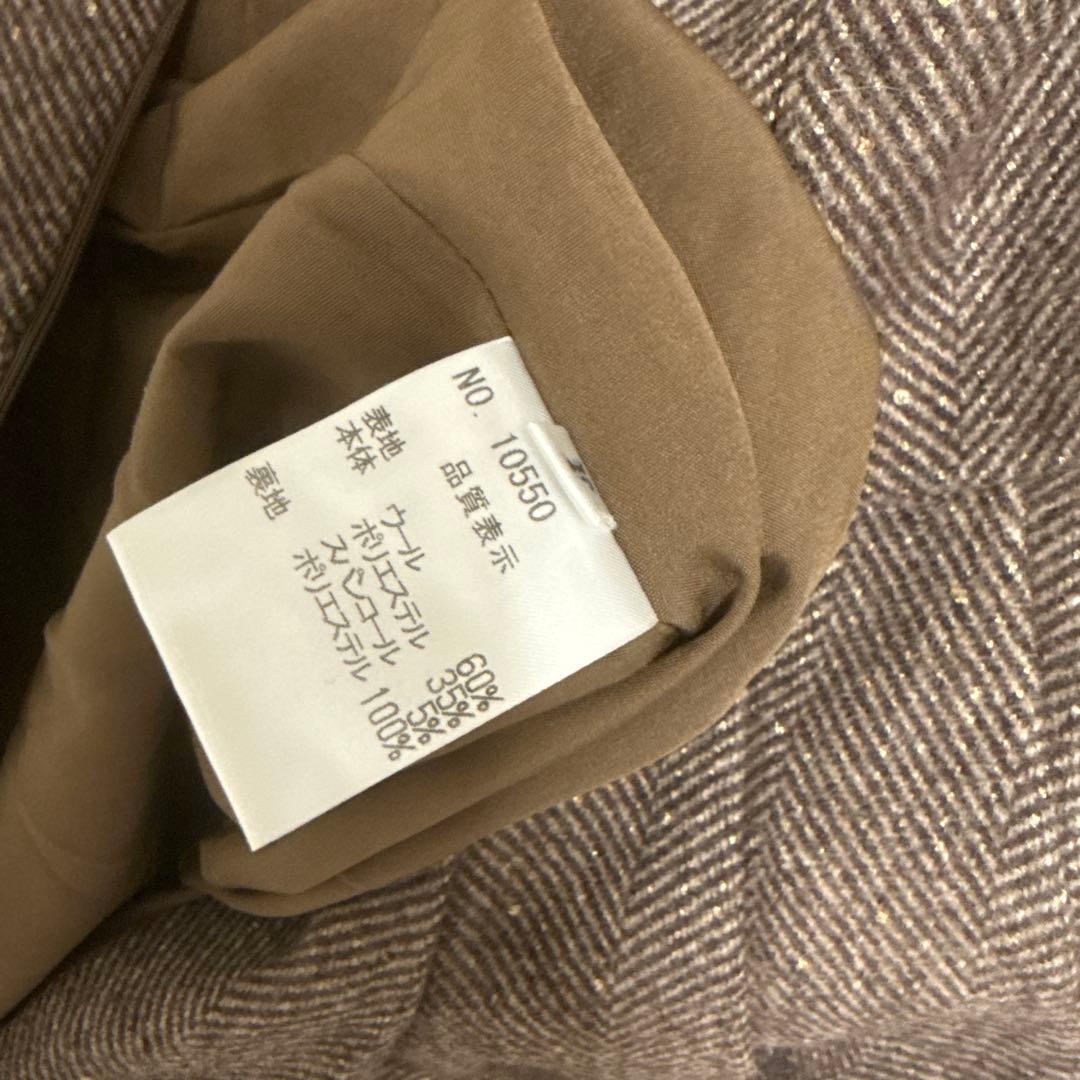 NO. 10550
品質表示
表地
本体 ウール 60%
ポリエステル 35%
スパンコール 5%
裏地 ポリエステル 100%